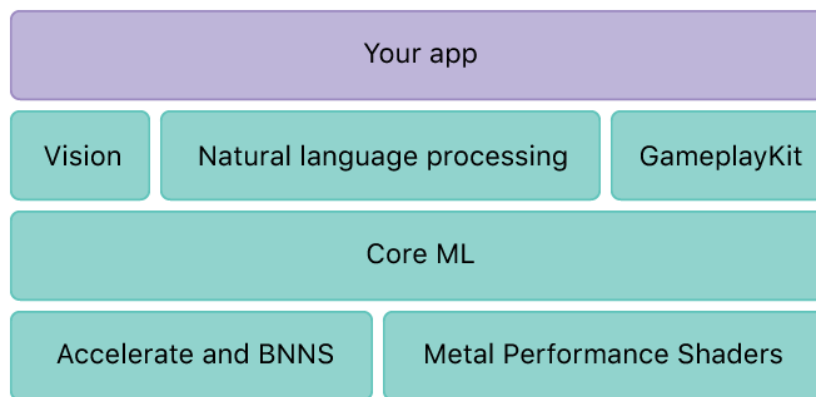 Your app
Vision
Natural language processing
GameplayKit
Core ML
Accelerate and BNNS
Metal Performance Shaders